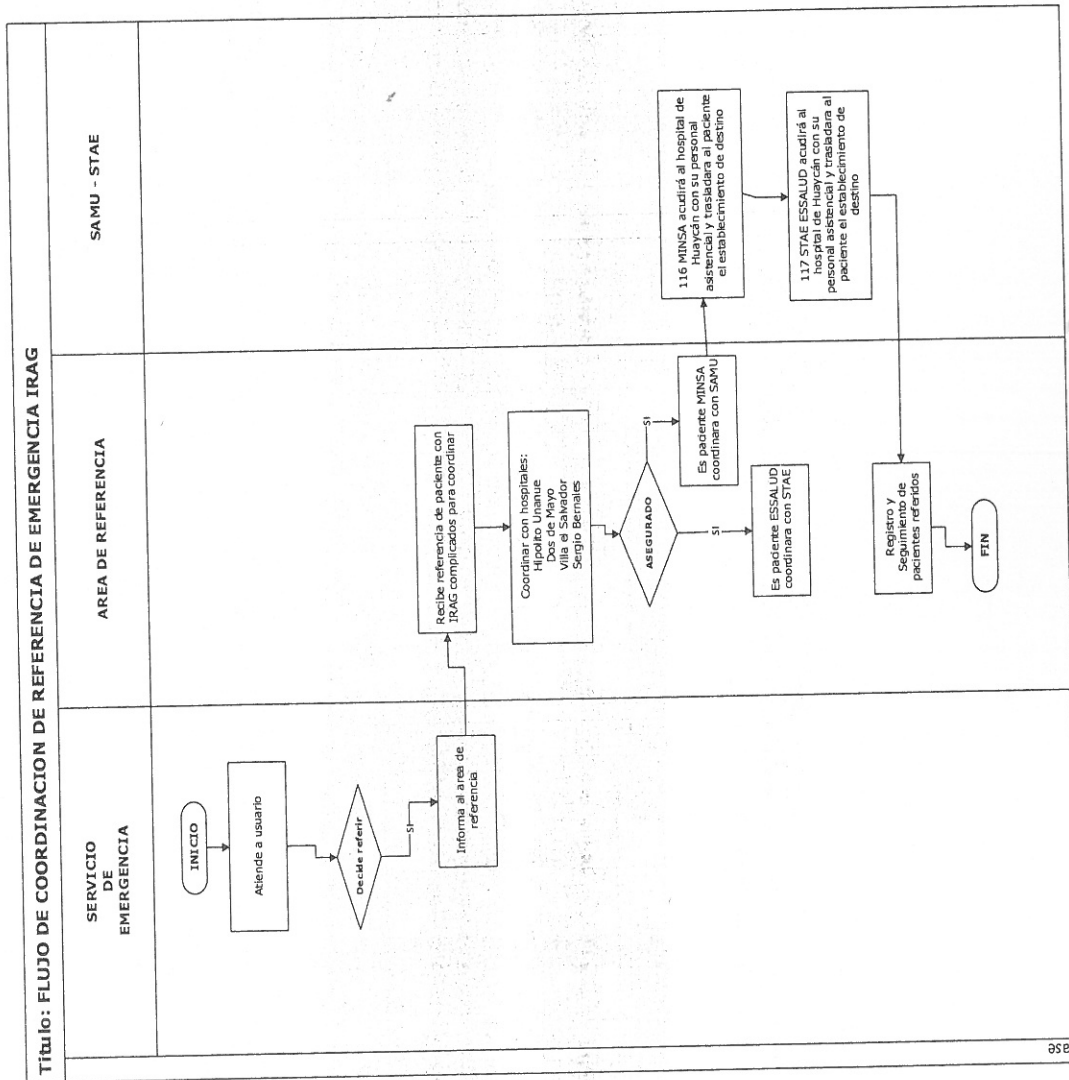 Titulo: FLUJO DE COORDINACION DE REFERENCIA DE EMERGENCIA IRAG
SERVICIO
DE
EMERGENCIA
AREA DE REFERENCIA
SAMU - STAE
INICIO
Atiende a usuario
Decide referir
SI
Informa al area de
referencia
Recibe referencia de paciente con
IRAG complicados para coordinar
Coordinar con hospitales:
Hipolito Unanue
Dos de Mayo
Villa el Salvador
Sergio Bernales
ASEGURADO
SI
SI
Es paciente MINSA
coordinara con SAMU
Es paciente ESSALUD
coordinara con STAE
116 MINSA acudirá al hospital de
Huaycán con su personal
asistencial y trasladara al paciente
el establecimiento de destino
117 STAE ESSALUD acudirá al
hospital de Huaycán con su
personal asistencial y trasladara al
paciente el establecimiento de
destino
Registro y
Seguimiento de
pacientes referidos
FIN
ase